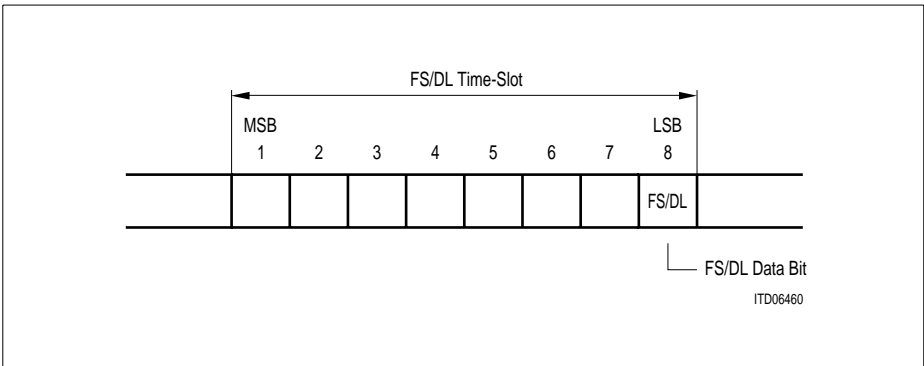 FS/DL Time-Slot
MSB LSB
1 2 3 4 5 6 7 8
FS/DL
FS/DL Data Bit
ITD06460